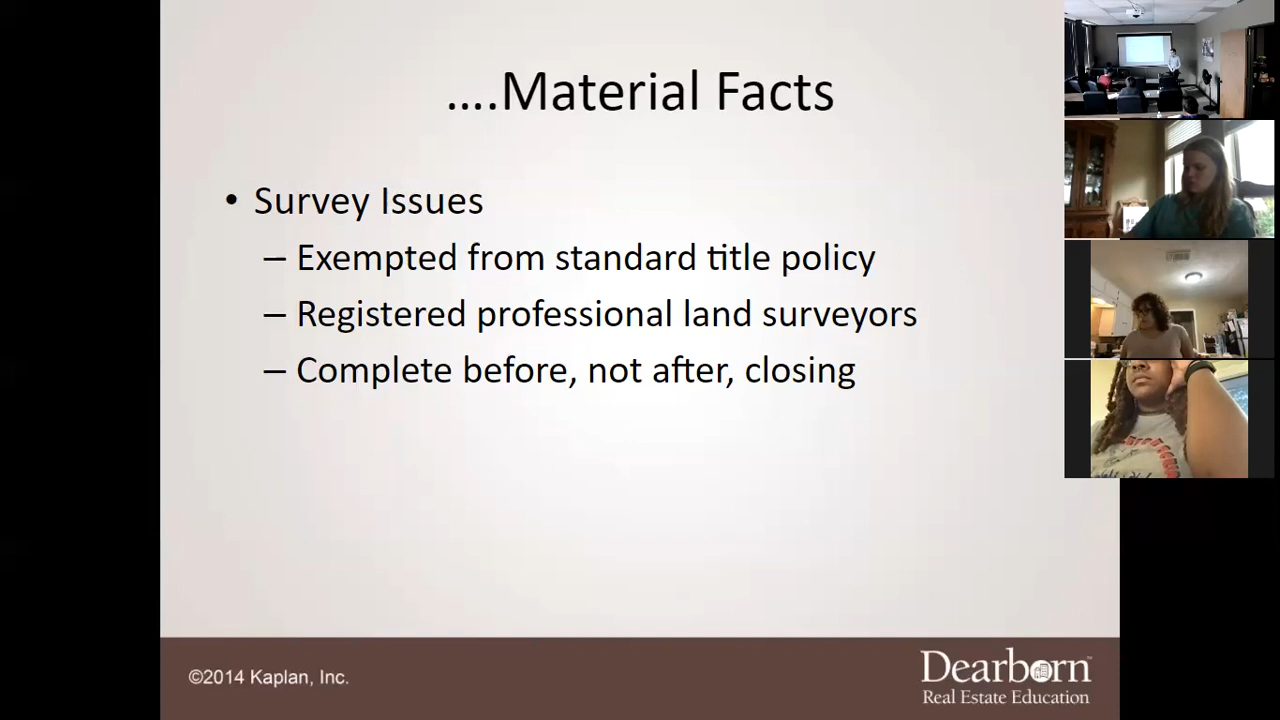 ....Material Facts
• Survey Issues
– Exempted from standard title policy
– Registered professional land surveyors
– Complete before, not after, closing
©2014 Kaplan, Inc.
Dearborn™
Real Estate Education